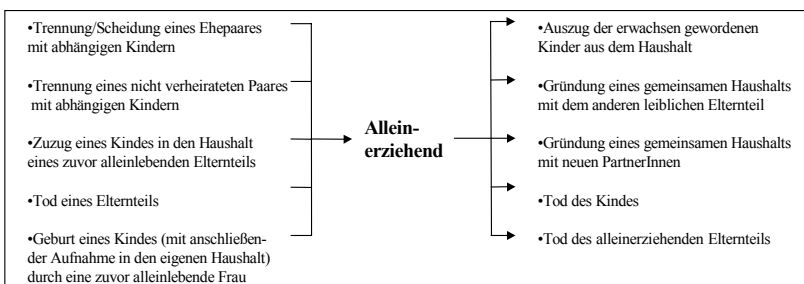 •Trennung/Scheidung eines Ehepaares
mit abhängigen Kindern
•Trennung eines nicht verheirateten Paares
mit abhängigen Kindern
•Zuzug eines Kindes in den Haushalt
eines zuvor alleinlebenden Elternteils
•Tod eines Elternteils
•Geburt eines Kindes (mit anschließen-
der Aufnahme in den eigenen Haushalt)
durch eine zuvor alleinlebende Frau
Allein-
erziehend
•Auszug der erwachsen gewordenen
Kinder aus dem Haushalt
•Gründung eines gemeinsamen Haushalts
mit dem anderen leiblichen Elternteil
•Gründung eines gemeinsamen Haushalts
mit neuen PartnerInnen
•Tod des Kindes
•Tod des alleinerziehenden Elternteils